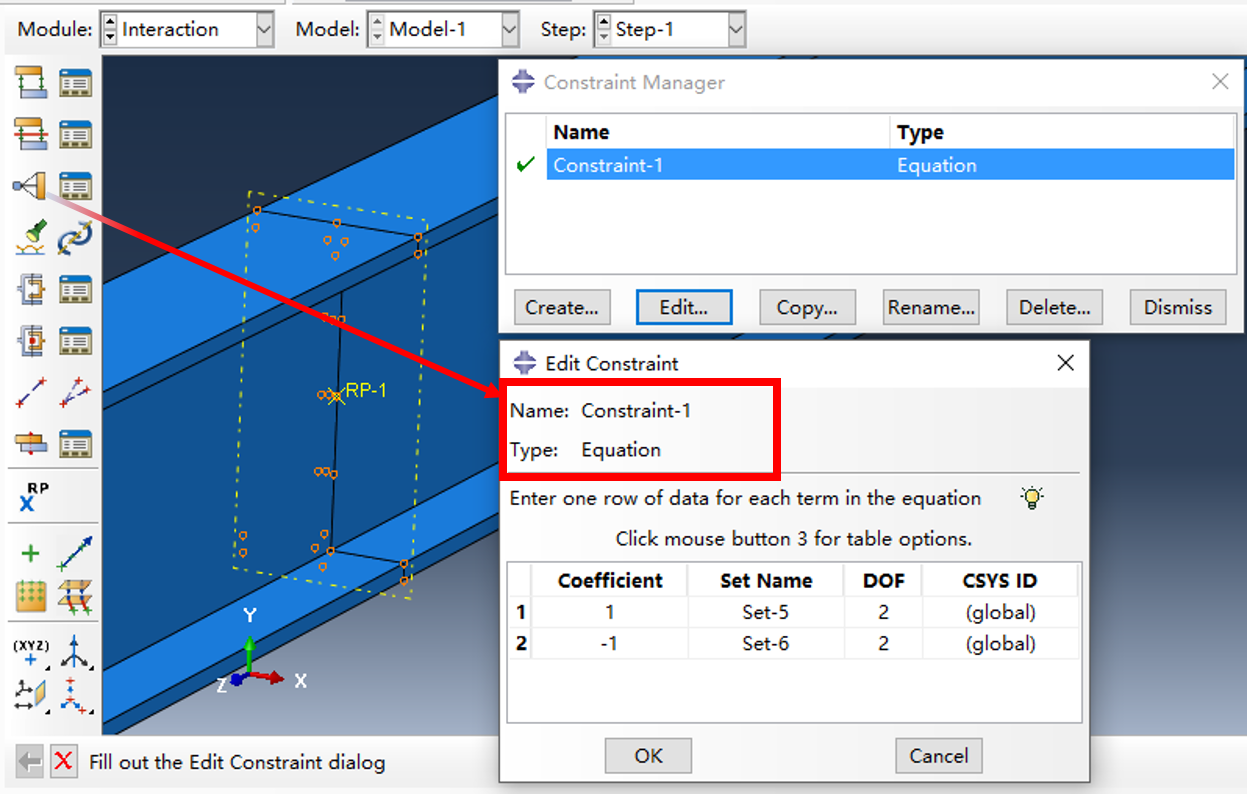 Module: Interaction Model: Model-1 Step: Step-1
Constraint Manager
Name Type
Constraint-1 Equation
Create... Edit... Copy... Rename... Delete... Dismiss
Edit Constraint
Name: Constraint-1
Type: Equation
Enter one row of data for each term in the equation
Click mouse button 3 for table options.
Coefficient Set Name DOF CSYS ID
1 1 Set-5 2 (global)
2 -1 Set-6 2 (global)
OK Cancel
RP-1
RP
X
(XYZ)
Y
Z X
Fill out the Edit Constraint dialog